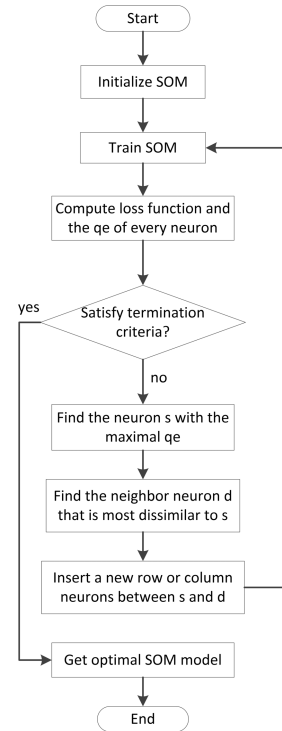 Start
Initialize SOM
Train SOM
Compute loss function and
the qe of every neuron
Satisfy termination
criteria?
yes
no
Find the neuron s with the
maximal qe
Find the neighbor neuron d
that is most dissimilar to s
Insert a new row or column
neurons between s and d
Get optimal SOM model
End